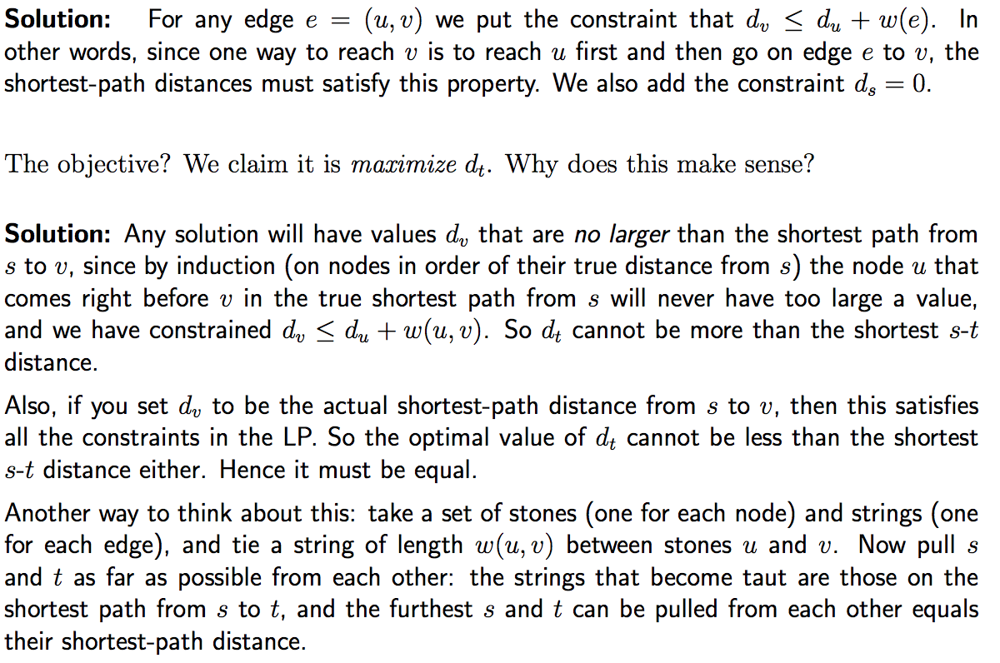 Solution: For any edge e = (u, v) we put the constraint that d_v ≤ d_u + w(e). In
other words, since one way to reach v is to reach u first and then go on edge e to v, the
shortest-path distances must satisfy this property. We also add the constraint d_s = 0.
The objective? We claim it is maximize d_t. Why does this make sense?
Solution: Any solution will have values d_v that are no larger than the shortest path from
s to v, since by induction (on nodes in order of their true distance from s) the node u that
comes right before v in the true shortest path from s will never have too large a value,
and we have constrained d_v ≤ d_u + w(u, v). So d_t cannot be more than the shortest s-t
distance.
Also, if you set d_v to be the actual shortest-path distance from s to v, then this satisfies
all the constraints in the LP. So the optimal value of d_t cannot be less than the shortest
s-t distance either. Hence it must be equal.
Another way to think about this: take a set of stones (one for each node) and strings (one
for each edge), and tie a string of length w(u, v) between stones u and v. Now pull s
and t as far as possible from each other: the strings that become taut are those on the
shortest path from s to t, and the furthest s and t can be pulled from each other equals
their shortest-path distance.